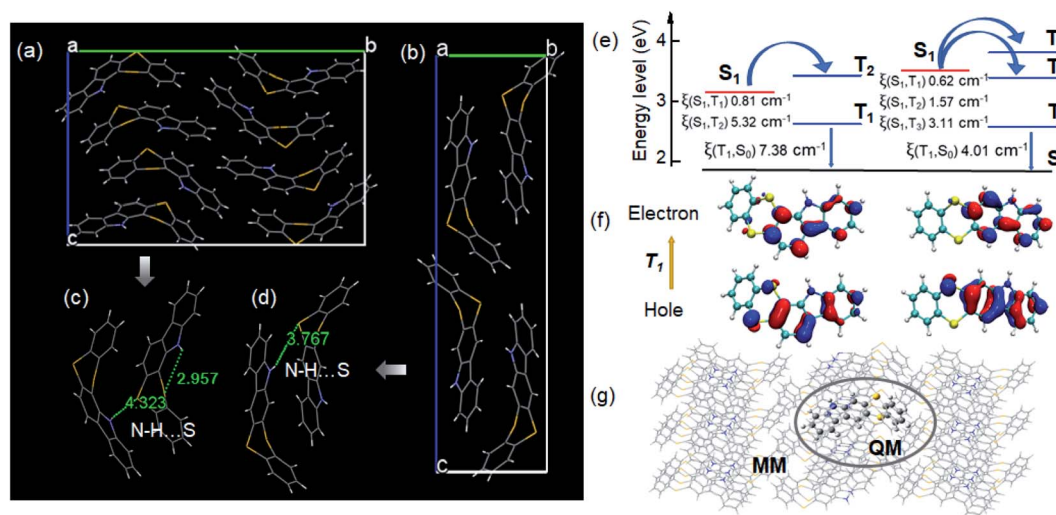 (a)
a
b
c
(b)
a
b
c
(c)
4.323
2.957
N-H...S
(d)
3.767
N-H...S
(e)
Energy level (eV)
4
3
2
S₁
T₂
ξ(S₁,T₁) 0.81 cm⁻¹
ξ(S₁,T₂) 5.32 cm⁻¹
T₁
ξ(T₁,S₀) 7.38 cm⁻¹
S₁
T
T
ξ(S₁,T₁) 0.62 cm⁻¹
ξ(S₁,T₂) 1.57 cm⁻¹
ξ(S₁,T₃) 3.11 cm⁻¹
T
ξ(T₁,S₀) 4.01 cm⁻¹
S
(f)
Electron
T₁
Hole
(g)
MM
QM